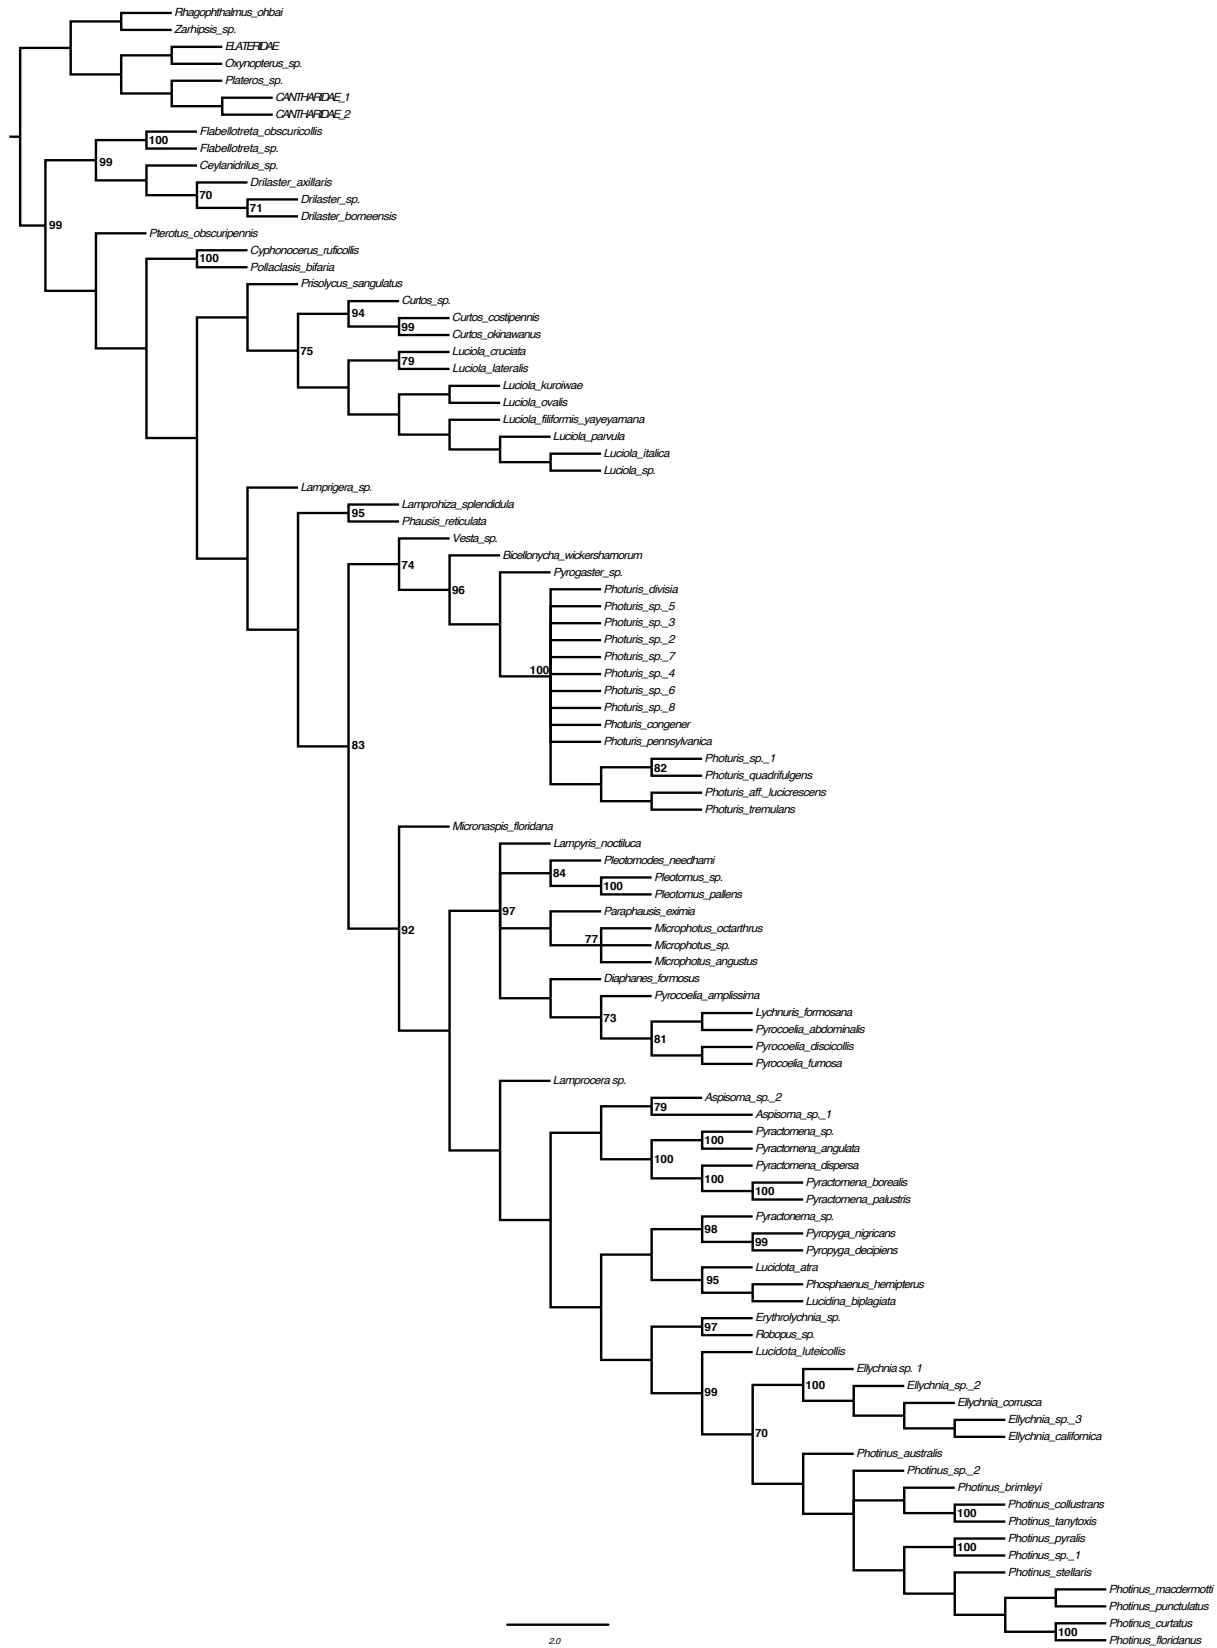 Rhagophthalmus_ohbai
Zarhipsis_sp.
ELATERIDAE
Oxynopterus_sp.
Plateros_sp.
CANTHARIDAE_1
CANTHARIDAE_2
Flabellotreta_obscuricollis
100
Flabellotreta_sp.
99
Ceylanidrilus_sp.
Drilaster_axillaris
70
Drilaster_sp.
71
Drilaster_borneensis
99
Pterotus_obscuripennis
Cyphonocerus_ruficollis
100
Pollaclasis_bifaria
Prisolycus_sangulatus
Curtos_sp.
94
Curtos_costipennis
99
Curtos_okinawanus
75
Luciola_cruciata
79
Luciola_lateralis
Luciola_kuroiwae
Luciola_ovalis
Luciola_filiformis_yayeyamana
Luciola_parvula
Luciola_italica
Luciola_sp.
Lamprigera_sp.
Lamprohiza_splendidula
95
Phausis_reticulata
Vesta_sp.
74
Bicellonycha_wickershamorum
96
Pyrogaster_sp.
Photuris_divisia
Photuris_sp._5
Photuris_sp._3
Photuris_sp._2
Photuris_sp._7
100
Photuris_sp._4
Photuris_sp._6
Photuris_sp._8
Photuris_congener
Photuris_pennsylvanica
83
Photuris_sp._1
82
Photuris_quadrifulgens
Photuris_aff._lucicrescens
Photuris_tremulans
Micronaspis_floridana
Lampyris_noctiluca
Pleotomodes_needhami
84
Pleotomus_sp.
100
Pleotomus_pallens
97
Paraphausis_eximia
92
Microphotus_octarthrus
77
Microphotus_sp.
Microphotus_angustus
Diaphanes_formosus
Pyrocoelia_amplissima
73
Lychnuris_formosana
Pyrocoelia_abdominalis
81
Pyrocoelia_discicollis
Pyrocoelia_fumosa
Lamprocera sp.
Aspisoma_sp._2
79
Aspisoma_sp._1
Pyractomena_sp.
100
Pyractomena_angulata
100
Pyractomena_dispersa
100
Pyractomena_borealis
100
Pyractomena_palustris
Pyractonema_sp.
98
Pyropyga_nigricans
99
Pyropyga_decipiens
Lucidota_atra
95
Phosphaenus_hemipterus
Lucidina_biplagiata
Erythrolychnia_sp.
97
Robopus_sp.
Lucidota_luteicollis
99
Ellychnia sp. 1
100
Ellychnia_sp._2
Ellychnia_corrusca
Ellychnia_sp._3
70
Ellychnia_californica
Photinus_australis
Photinus_sp._2
Photinus_brimleyi
Photinus_collustrans
100
Photinus_tanytoxis
Photinus_pyralis
100
Photinus_sp._1
Photinus_stellaris
Photinus_macdermotti
Photinus_punctulatus
Photinus_curtatus
100
Photinus_floridanus
2.0